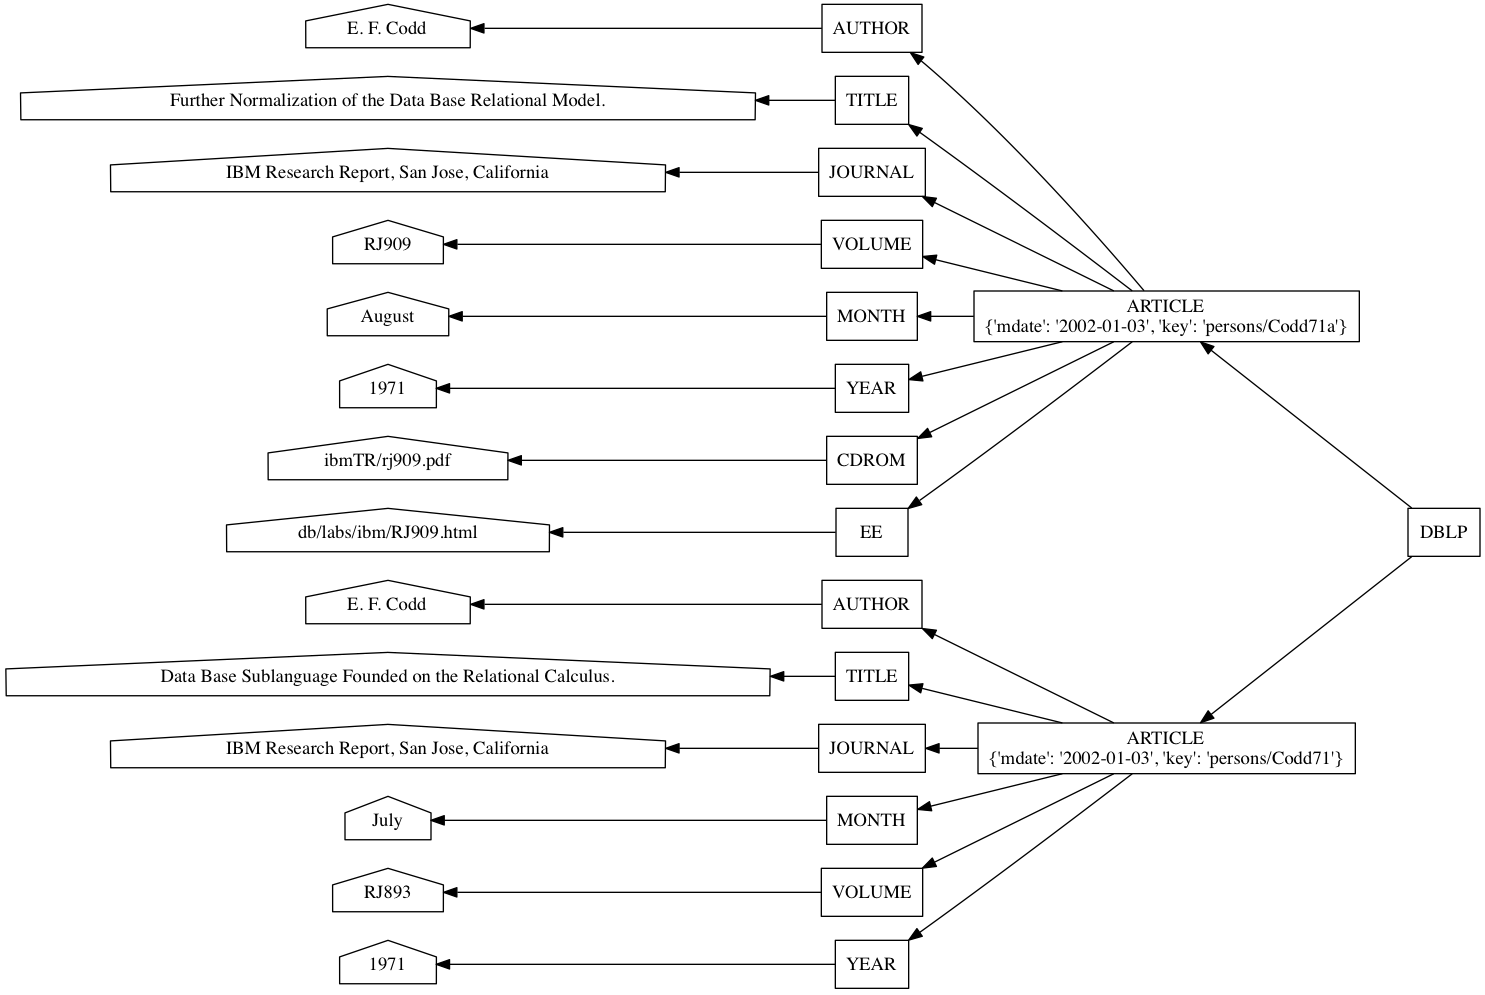 E. F. Codd
AUTHOR
Further Normalization of the Data Base Relational Model.
TITLE
IBM Research Report, San Jose, California
JOURNAL
RJ909
VOLUME
August
MONTH
ARTICLE
{'mdate': '2002-01-03', 'key': 'persons/Codd71a'}
1971
YEAR
ibmTR/rj909.pdf
CDROM
db/labs/ibm/RJ909.html
EE
DBLP
E. F. Codd
AUTHOR
Data Base Sublanguage Founded on the Relational Calculus.
TITLE
IBM Research Report, San Jose, California
JOURNAL
ARTICLE
{'mdate': '2002-01-03', 'key': 'persons/Codd71'}
July
MONTH
RJ893
VOLUME
1971
YEAR